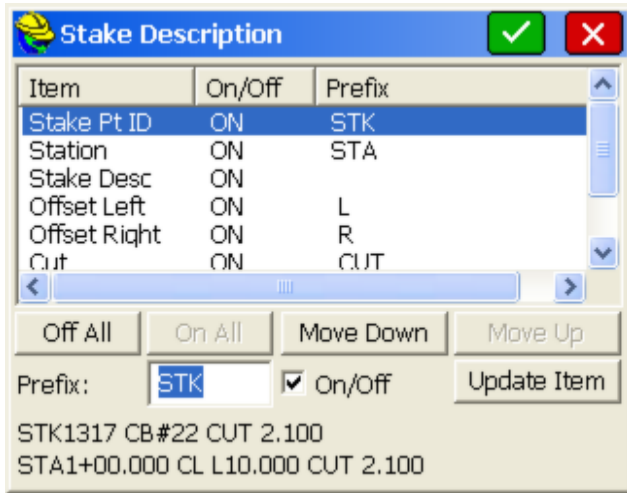 Stake Description
Item On/Off Prefix
Stake Pt ID ON STK
Station ON STA
Stake Desc ON
Offset Left ON L
Offset Right ON R
Cut ON CUT
Off All On All Move Down Move Up
Prefix: STK On/Off Update Item
STK1317 CB#22 CUT 2.100
STA1+00.000 CL L10.000 CUT 2.100